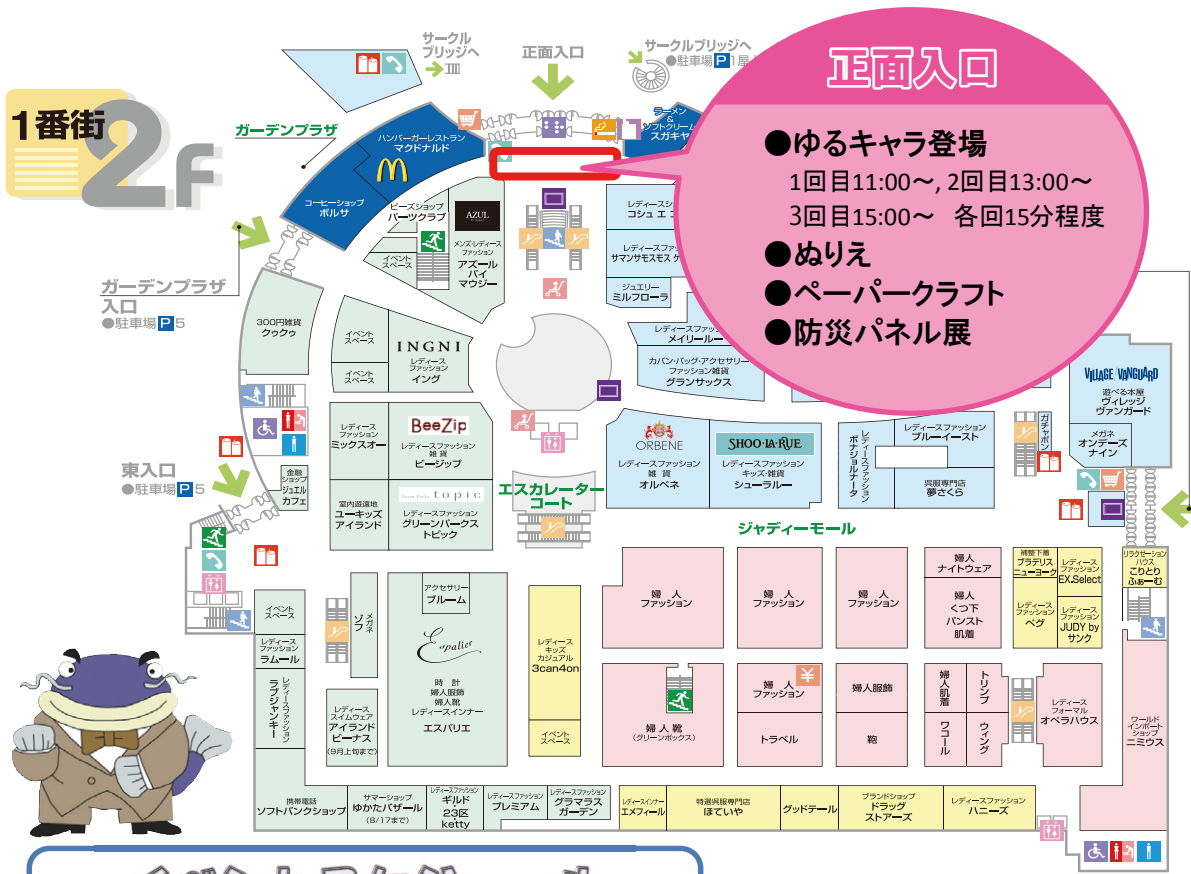 1番街
2F
サークル
ブリッジへ
正面入口
サークルブリッジへ
●駐車場P1屋
正面入口
●ゆるキャラ登場
1回目11:00～, 2回目13:00～
3回目15:00～ 各回15分程度
●ぬりえ
●ペーパークラフト
●防災パネル展
ガーデンプラザ
ハンバーガーレストラン
マクドナルド
コーヒーショップ
ボルサ
ラーメン
&
ソフトクリーム
スガキヤ
ビーズショップ
パーツクラブ
イベント
スペース
AZUL
メンズ・レディース
ファッション
アズール
バイ
マウジー
レディースシ
コシュ エ コ
レディースファッ
サマンサモスモス ケ
ジュエリー
ミルフローラ
レディースファッシ
メイリールー
カバン・バッグ・アクセサリー
ファッション雑貨
グランサックス
ガーデンプラザ
入口
●駐車場P5
300円雑貨
クゥクゥ
イベント
スペース
イベント
スペース
INGNI
レディース
ファッション
イング
VILLAGE VANGUARD
遊べる本屋
ヴィレッジ
ヴァンガード
メガネ
オンデーズ
ナイン
ガチャポン
レディース
ファッション
ミックスオー
BeeZip
レディースファッション
雑貨
ビージップ
ORBENE
レディースファッション
雑貨
オルベネ
SHOO・LA・RUE
レディースファッション
キッズ・雑貨
シューラルー
レディースファッション
ボナジョルナータ
レディースファッション
ブルーイースト
呉服専門店
夢さくら
東入口
●駐車場P5
金融
ショップ
ジュエル
カフェ
室内遊園地
ユーキッズ
アイランド
Green Parks topic
レディースファッション
グリーンパークス
トピック
エスカレーター
コート
ジャディーモール
イベント
スペース
レディース
ファッション
ラムール
レディースファッション
ラブジャンキー
メガネ
ゾフ
アクセサリー
ブルーム
Espalier
時計
婦人服飾
婦人靴
レディースインナー
エスパリエ
レディース
スイムウェア
アイランド
ビーナス
(9月上旬まで)
レディース
キッズ
カジュアル
3can4on
イベント
スペース
婦人
ファッション
婦人
ファッション
婦人
ファッション
婦人
ナイトウェア
婦人
くつ下
パンスト
肌着
補整下着
ブラデリス
ニューヨーク
レディース
ファッション
EX.Select
レディース
ファッション
ベグ
レディース
ファッション
JUDY by
サンク
リラクゼーション
ハウス
こりとり
ふぁーむ
婦人靴
(グリーンボックス)
婦人
ファッション
トラベル
婦人服飾
鞄
婦人肌着
トリンプ
ワコール
ウィング
レディース
フォーマル
オペラハウス
ワールド
インポート
ショップ
ニミウス
携帯電話
ソフトバンクショップ
サマーショップ
ゆかたバザール
(8/17まで)
レディースファッション
ギルド
23区
ketty
レディースファッション
プレミアム
レディースファッション
グラマラス
ガーデン
レディースインナー
エメフィール
特選呉服専門店
ほていや
グッドテール
ブランドショップ
ドラッグ
ストアーズ
レディースファッション
ハニーズ